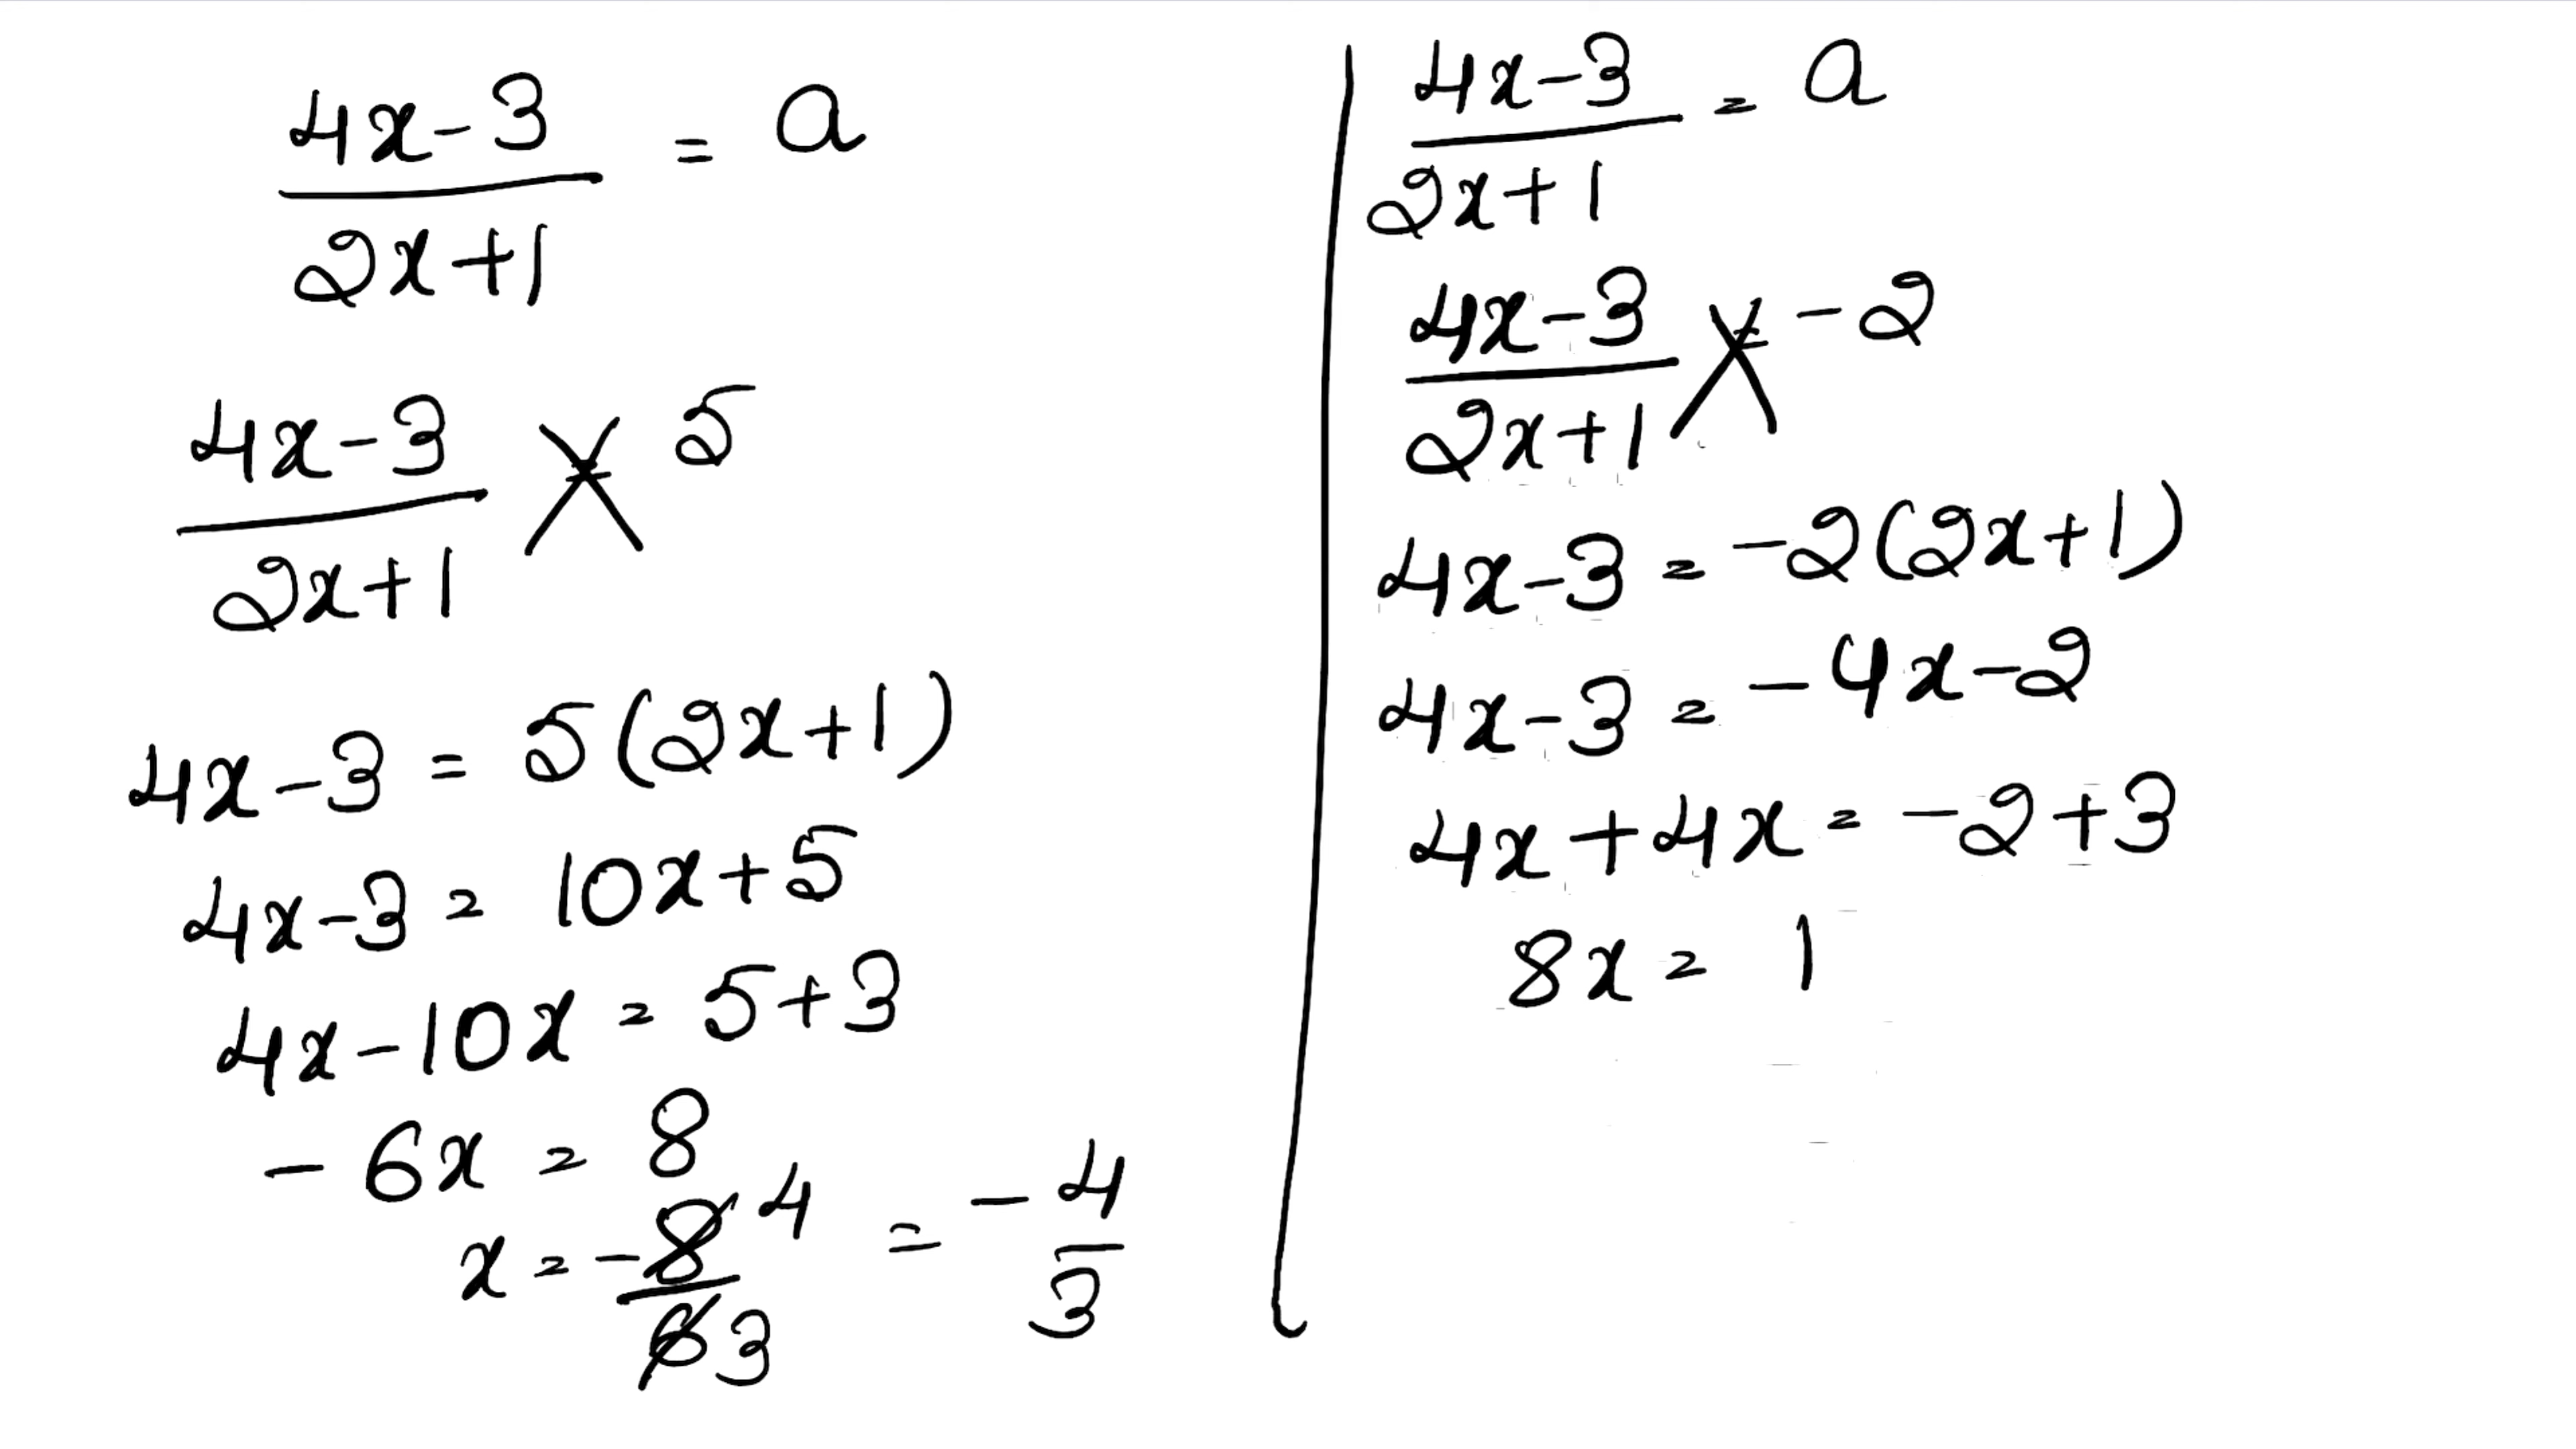 4x-3 = a
2x+1
4x-3 = 5
2x+1
4x-3 = 5(2x+1)
4x-3 = 10x+5
4x-10x = 5+3
-6x = 8
x = -8 4 = -4
6 3 3
4x-3 = a
2x+1
4x-3 = -2
2x+1
4x-3 = -2(2x+1)
4x-3 = -4x-2
4x+4x = -2+3
8x = 1